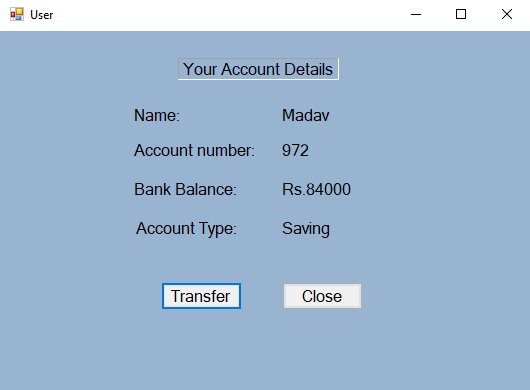 User
Your Account Details
Name: Madav
Account number: 972
Bank Balance: Rs.84000
Account Type: Saving
Transfer Close